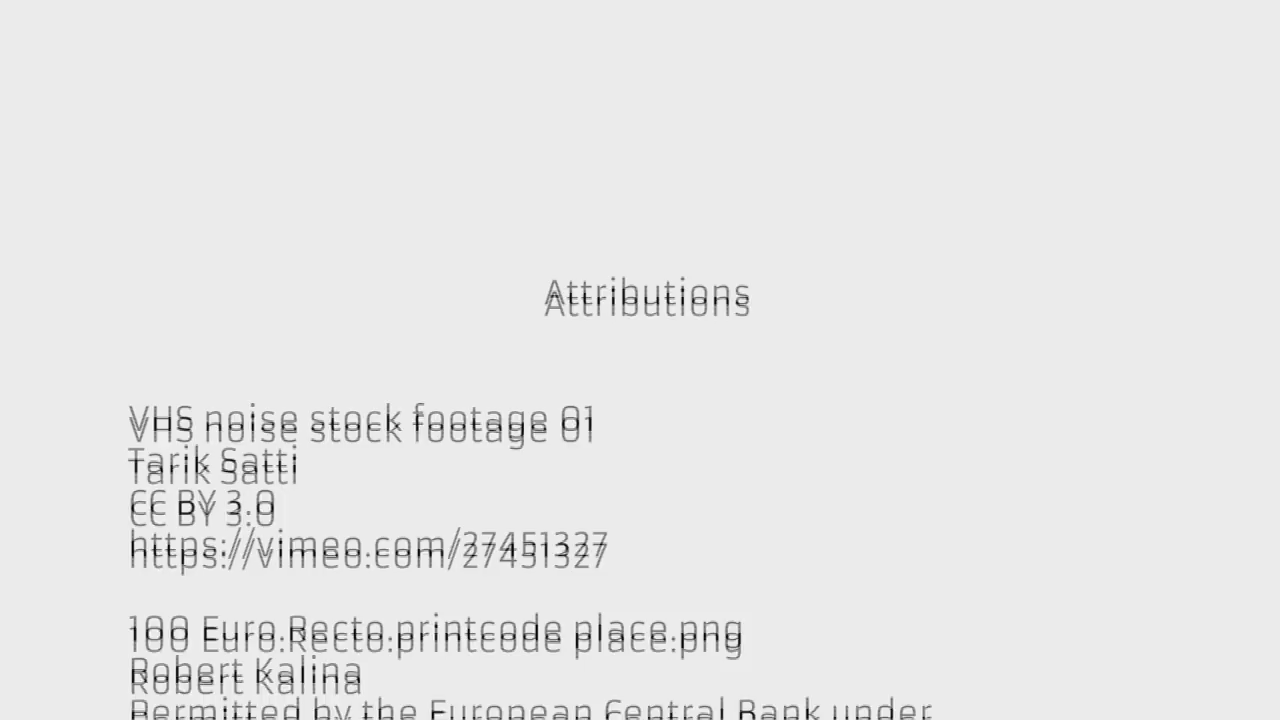 Attributions
VHS noise stock footage 01
Tarik Satti
CC BY 3.0
https://vimeo.com/27451327
100 Euro.Recto.printcode place.png
Robert Kalina
Permitted by the European Central Bank under